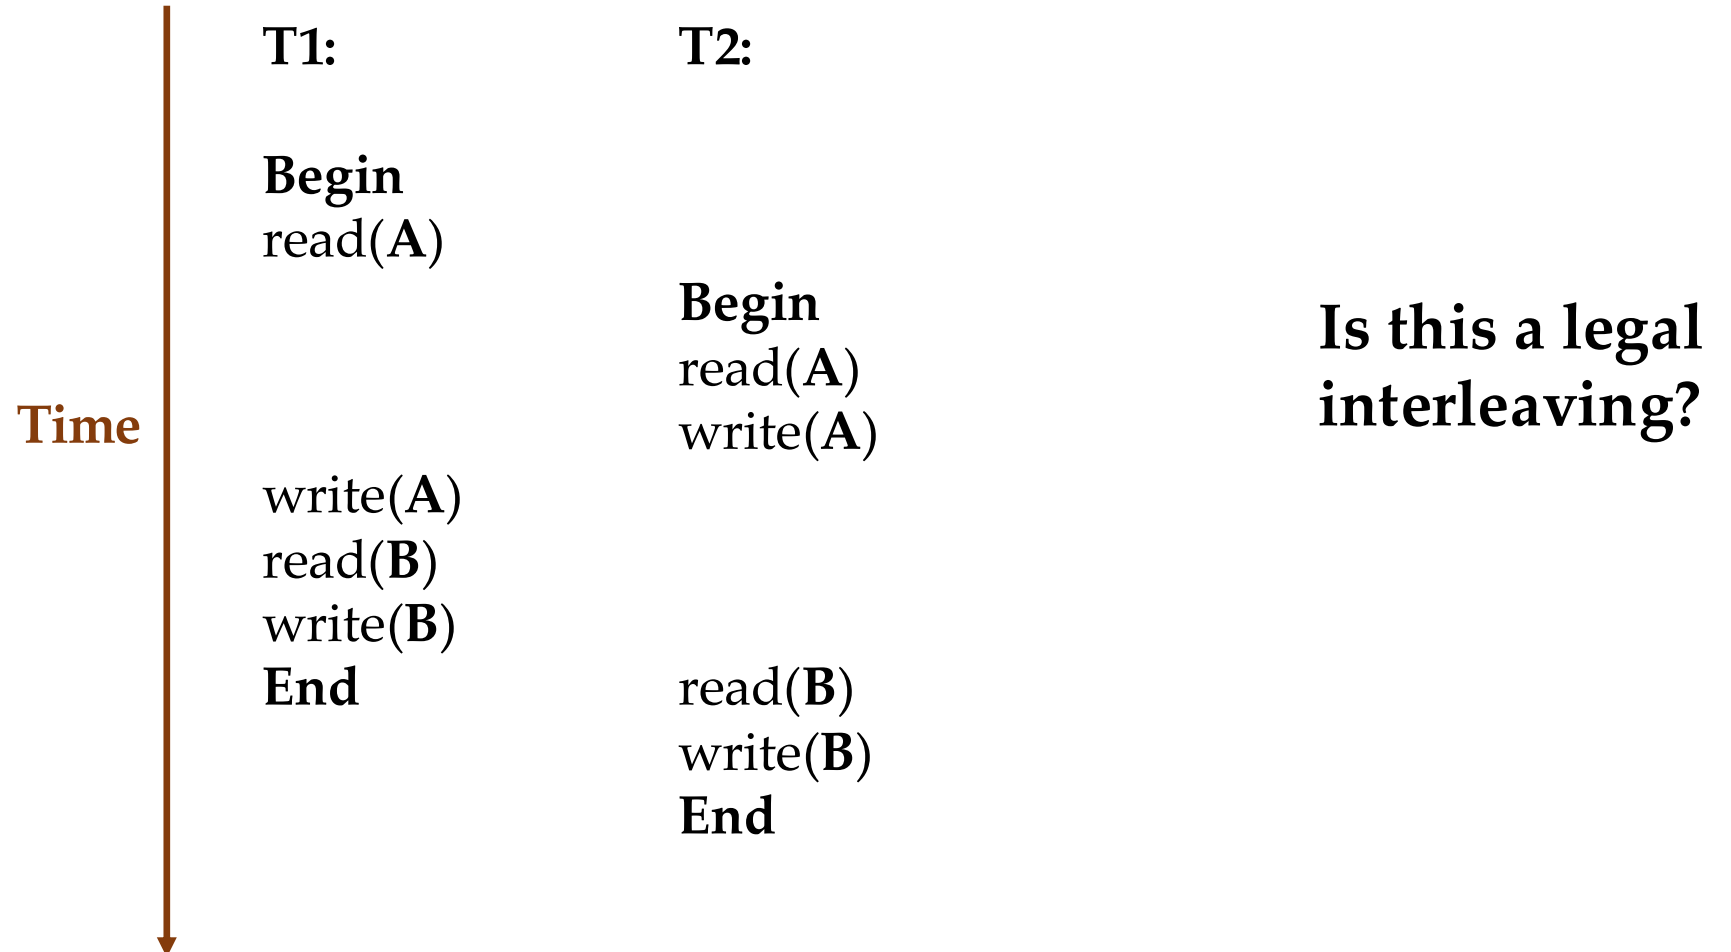 T1: T2:
Begin
read(A)
Begin
read(A)
write(A)
Is this a legal
interleaving?
Time
write(A)
read(B)
write(B)
End read(B)
write(B)
End